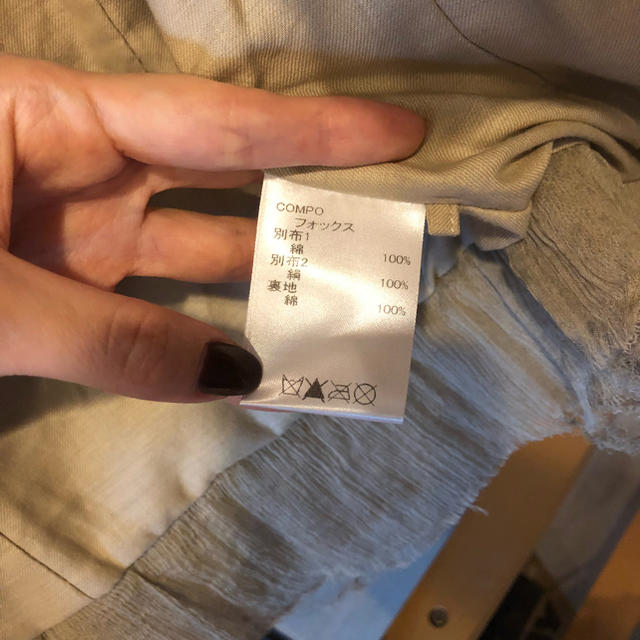 COMPO
フォックス
別布1
綿 100%
別布2
絹 100%
裏地
綿 100%